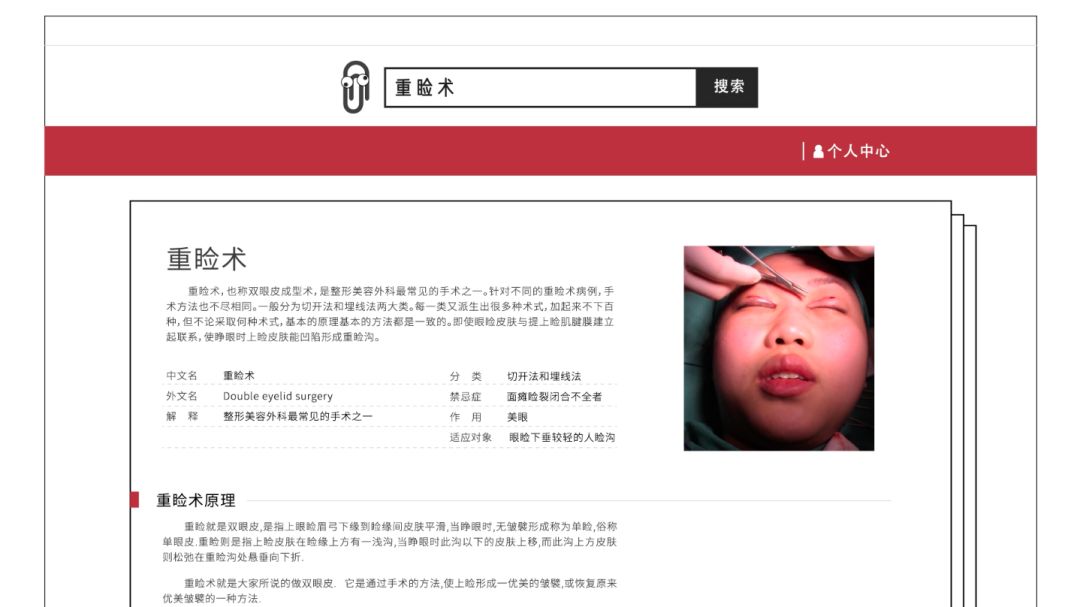 重睑术
搜索
个人中心
重睑术
重睑术，也称双眼皮成型术，是整形美容外科最常见的手术之一。针对不同的重睑术病例，手
术方法也不尽相同。一般分为切开法和埋线法两大类。每一类又派生出很多种术式，加起来不下百
种，但不论采取何种术式，基本的原理基本的方法都是一致的。即使眼睑皮肤与提上睑肌腱膜建立
起联系，使睁眼时上睑皮肤能凹陷形成重睑沟。
中文名 重睑术 分 类 切开法和埋线法
外文名 Double eyelid surgery 禁忌症 面瘫睑裂闭合不全者
解 释 整形美容外科最常见的手术之一 作 用 美眼
适应对象 眼睑下垂较轻的人睑沟
重睑术原理
重睑就是双眼皮,是指上眼睑眉弓下缘到睑缘间皮肤平滑,当睁眼时,无皱襞形成称为单睑,俗称
单眼皮.重睑则是指上睑皮肤在睑缘上方有一浅沟,当睁眼时此沟以下的皮肤上移,而此沟上方皮肤
则松弛在重睑沟处悬垂向下折.
重睑术就是大家所说的做双眼皮. 它是通过手术的方法,使上睑形成一优美的皱襞,或恢复原来
优美皱襞的一种方法.